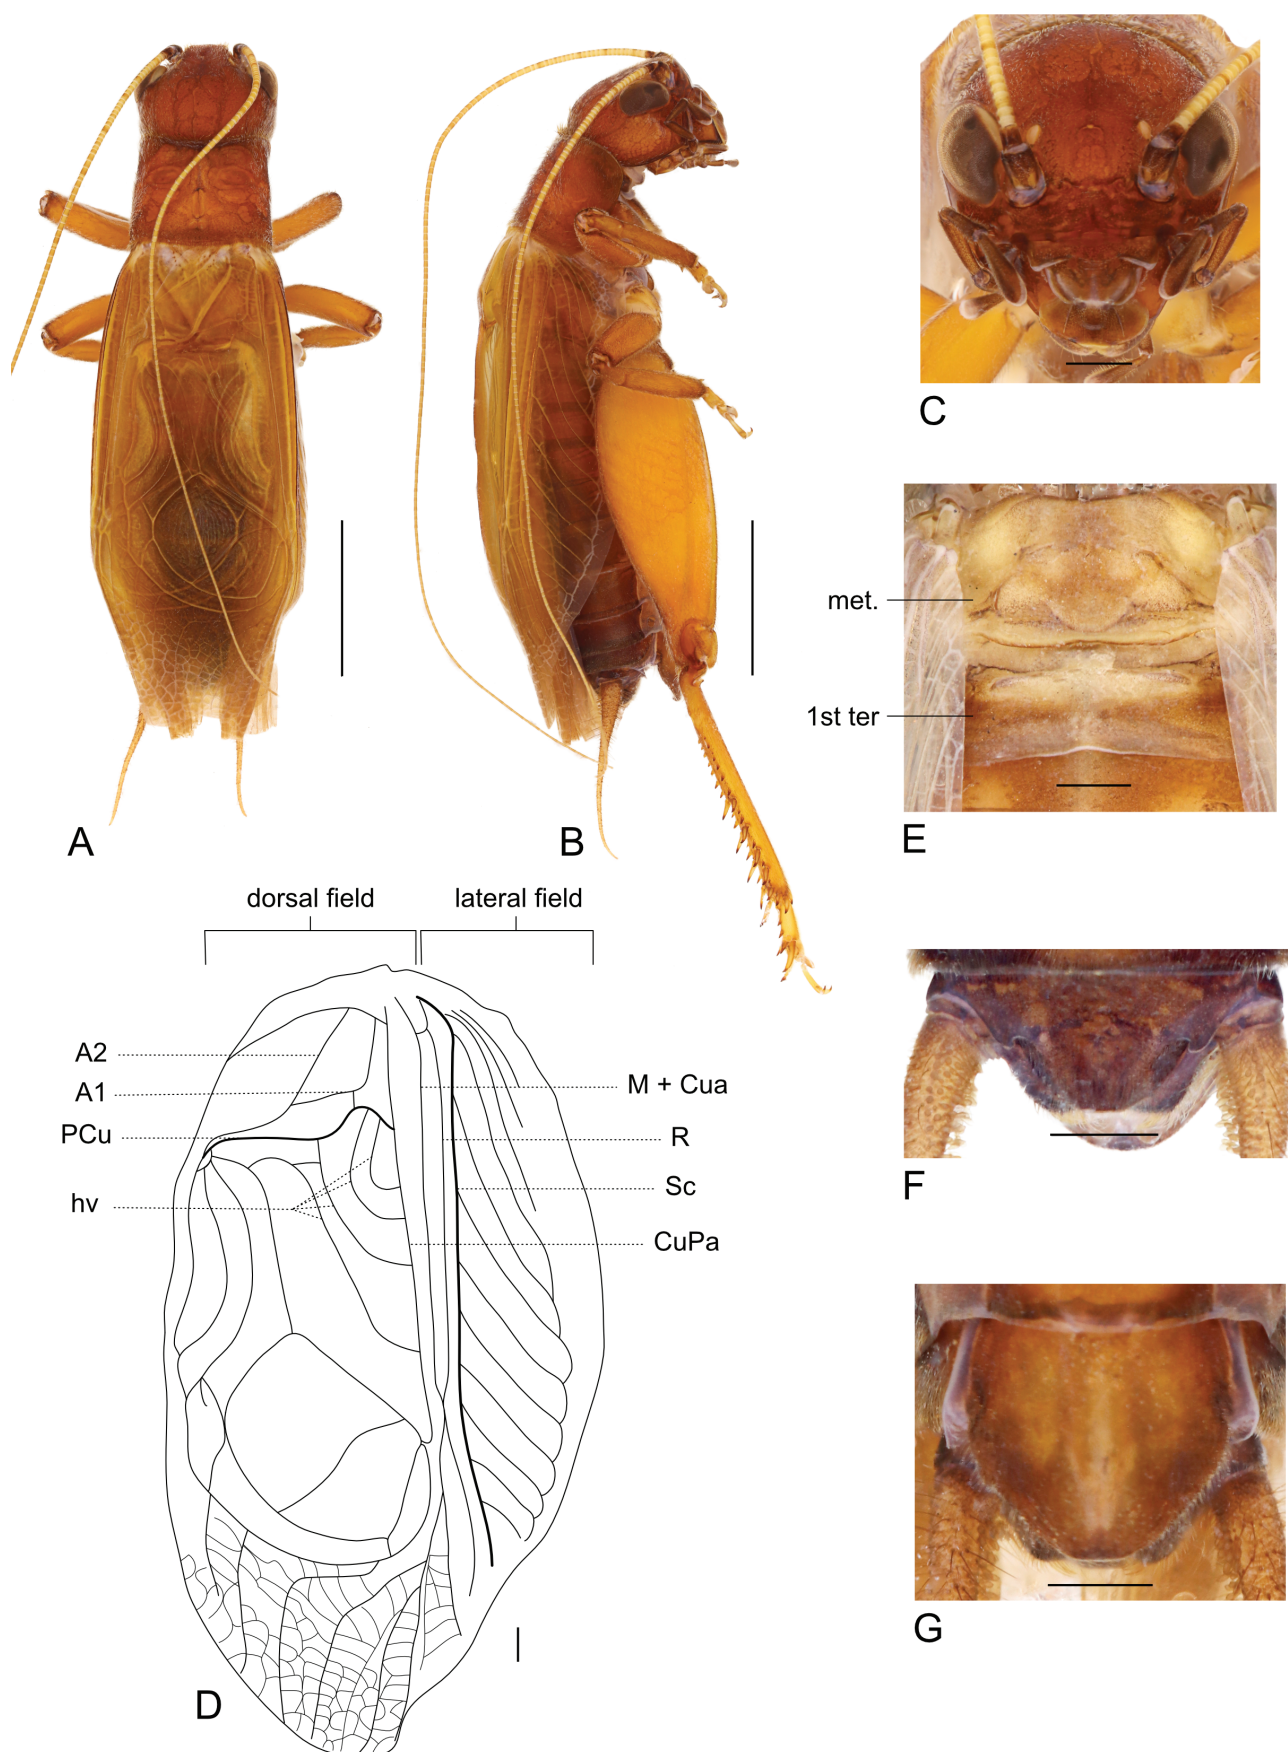 C
met.
1st ter
A
B
E
dorsal field
lateral field
A2
A1
PCu
hv
M + Cua
R
Sc
CuPa
F
G
D